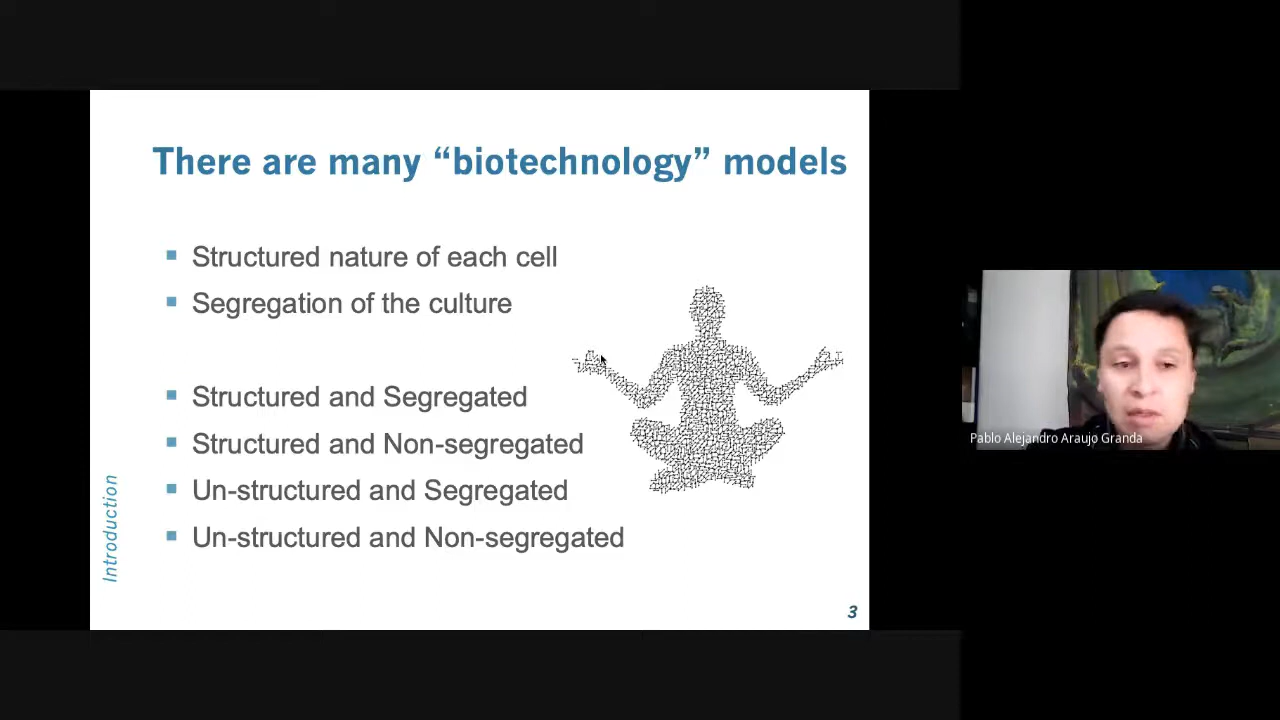 There are many “biotechnology” models
Structured nature of each cell
Segregation of the culture
Structured and Segregated
Structured and Non-segregated
Un-structured and Segregated
Un-structured and Non-segregated
Introduction
3
Pablo Alejandro Araujo Granda